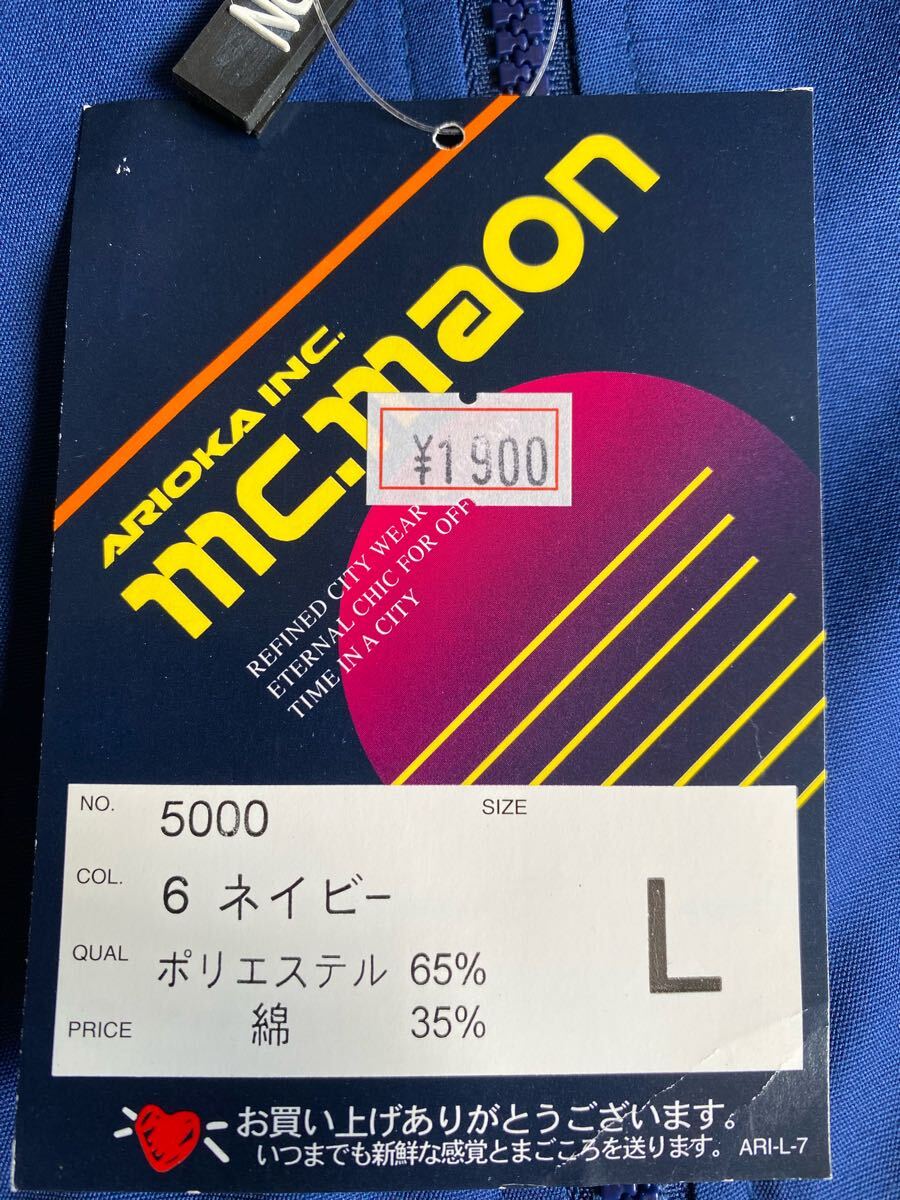 NO
ARIOKA INC.
mc.maon
¥1900
REFINED CITY WEAR
ETERNAL CHIC FOR OFF
TIME IN A CITY
NO. 5000
SIZE
COL. 6 ネイビー
L
QUAL ポリエステル 65%
綿 35%
PRICE
お買い上げありがとうございます。
いつまでも新鮮な感覚とまごころを送ります。 ARI-L-7